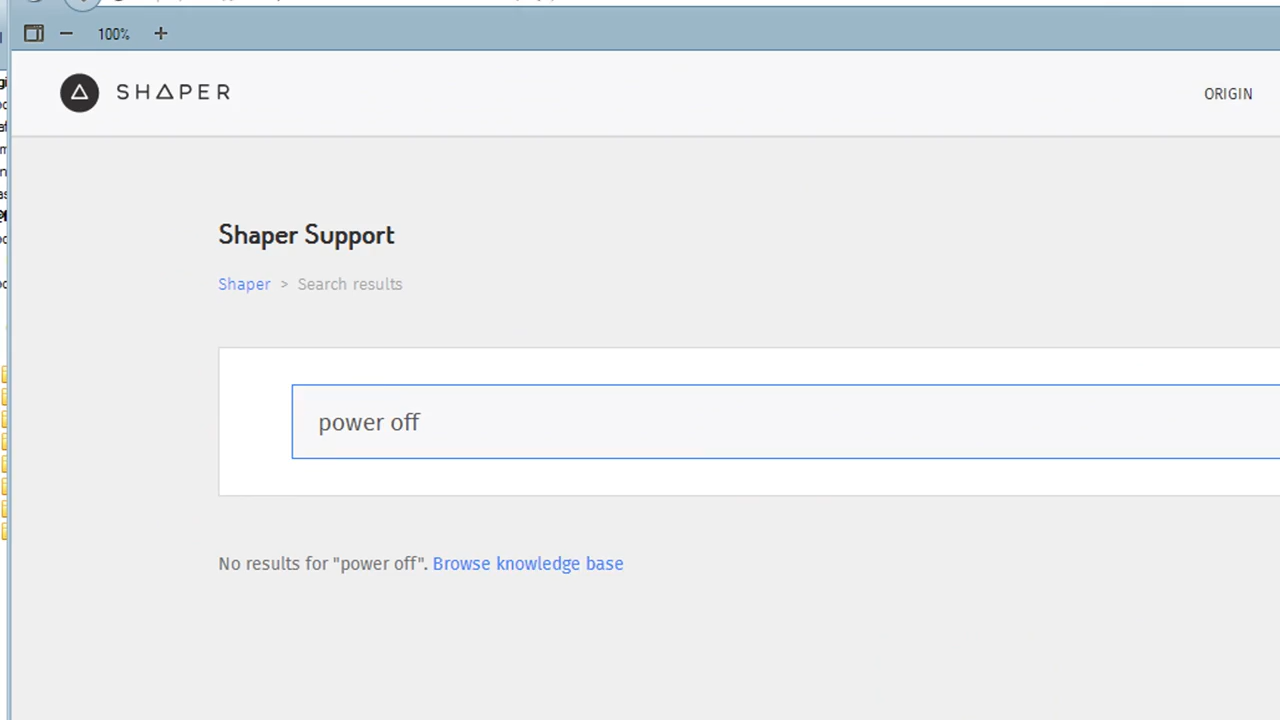 100%
SHAPER
ORIGIN
Shaper Support
Shaper > Search results
power off
No results for "power off". Browse knowledge base